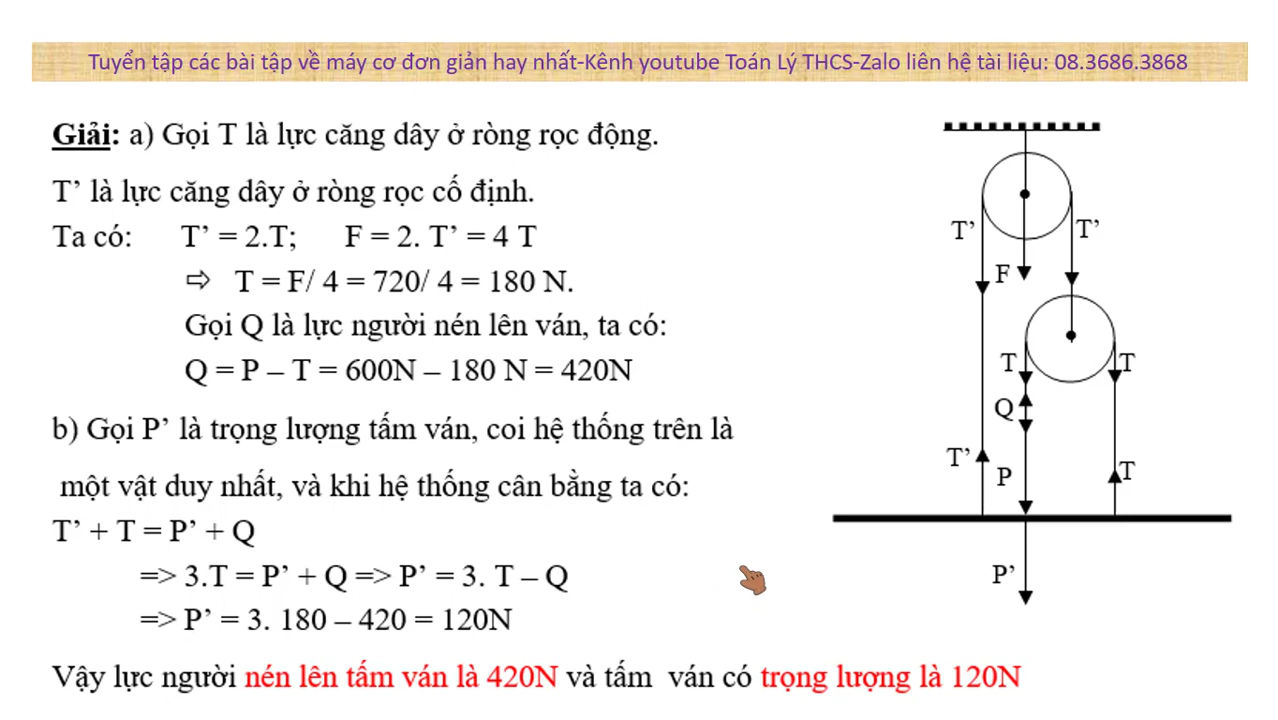 Tuyển tập các bài tập về máy cơ đơn giản hay nhất-Kênh youtube Toán Lý THCS-Zalo liên hệ tài liệu: 08.3686.3868
Giải: a) Gọi T là lực căng dây ở ròng rọc động.
T’ là lực căng dây ở ròng rọc cố định.
Ta có: T’ = 2.T; F = 2. T’ = 4 T
⇨ T = F/ 4 = 720/ 4 = 180 N.
Gọi Q là lực người nén lên ván, ta có:
Q = P – T = 600N – 180 N = 420N
b) Gọi P’ là trọng lượng tấm ván, coi hệ thống trên là
một vật duy nhất, và khi hệ thống cân bằng ta có:
T’ + T = P’ + Q
=> 3.T = P’ + Q => P’ = 3. T – Q
=> P’ = 3. 180 – 420 = 120N
Vậy lực người nén lên tấm ván là 420N và tấm ván có trọng lượng là 120N
T’ T’
F
T T
Q
T’
P T
P’